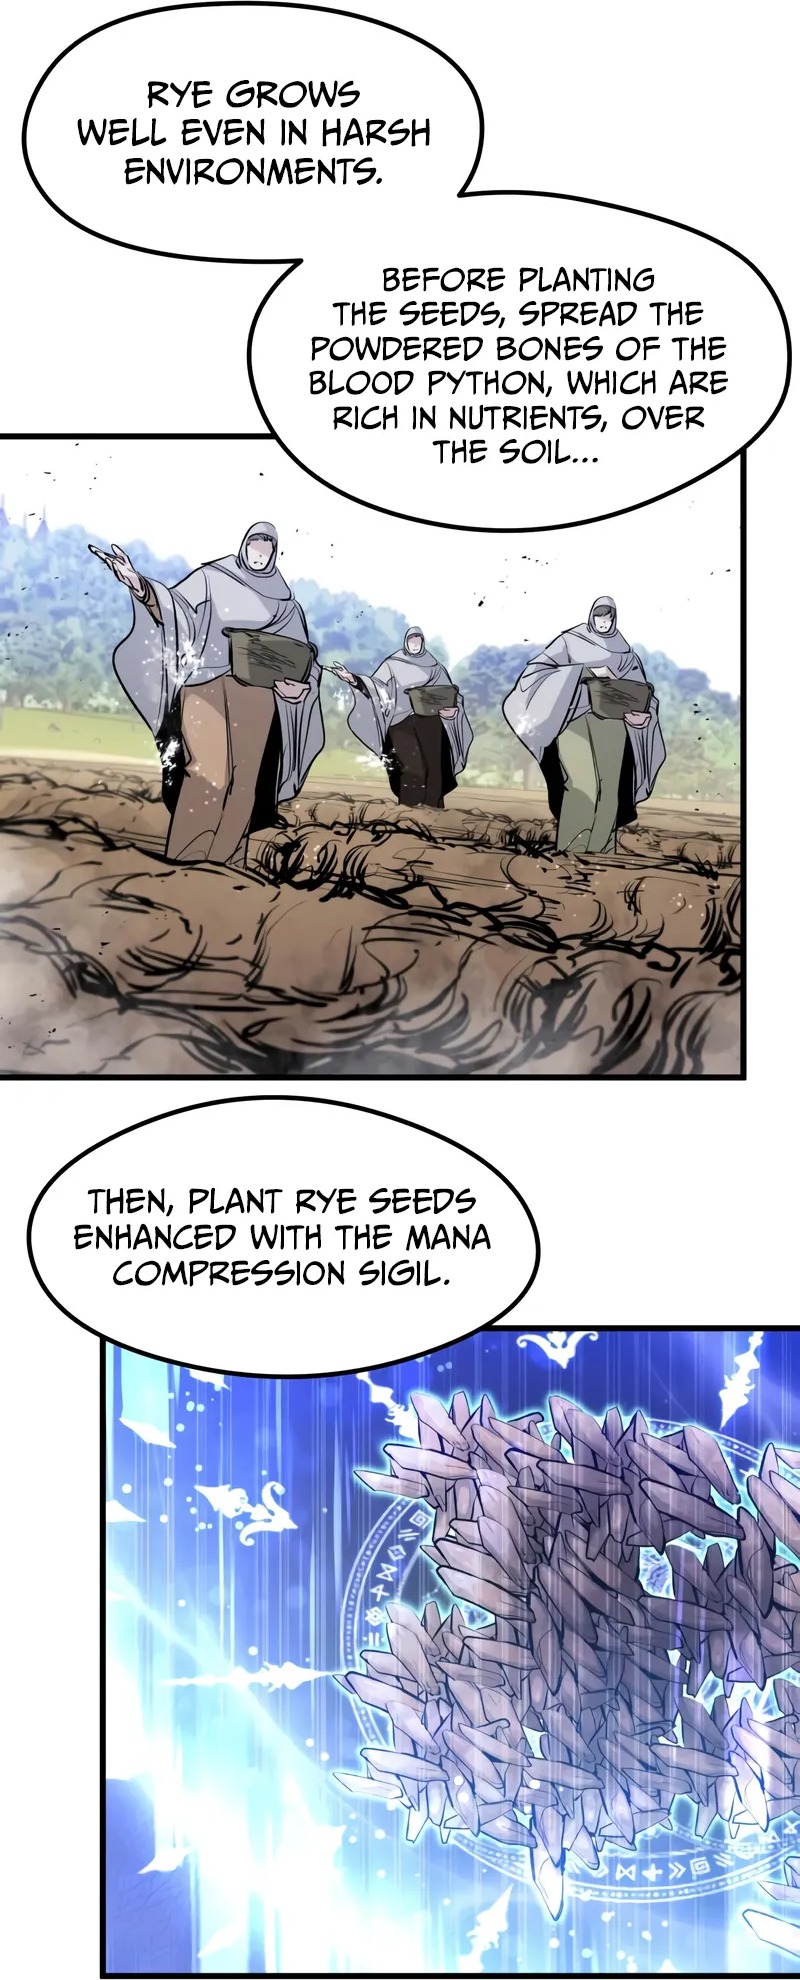 RYE GROWS
WELL EVEN IN HARSH
ENVIRONMENTS.
BEFORE PLANTING
THE SEEDS, SPREAD THE
POWDERED BONES OF THE
BLOOD PYTHON, WHICH ARE
RICH IN NUTRIENTS, OVER
THE SOIL...
THEN, PLANT RYE SEEDS
ENHANCED WITH THE MANA
COMPRESSION SIGIL.